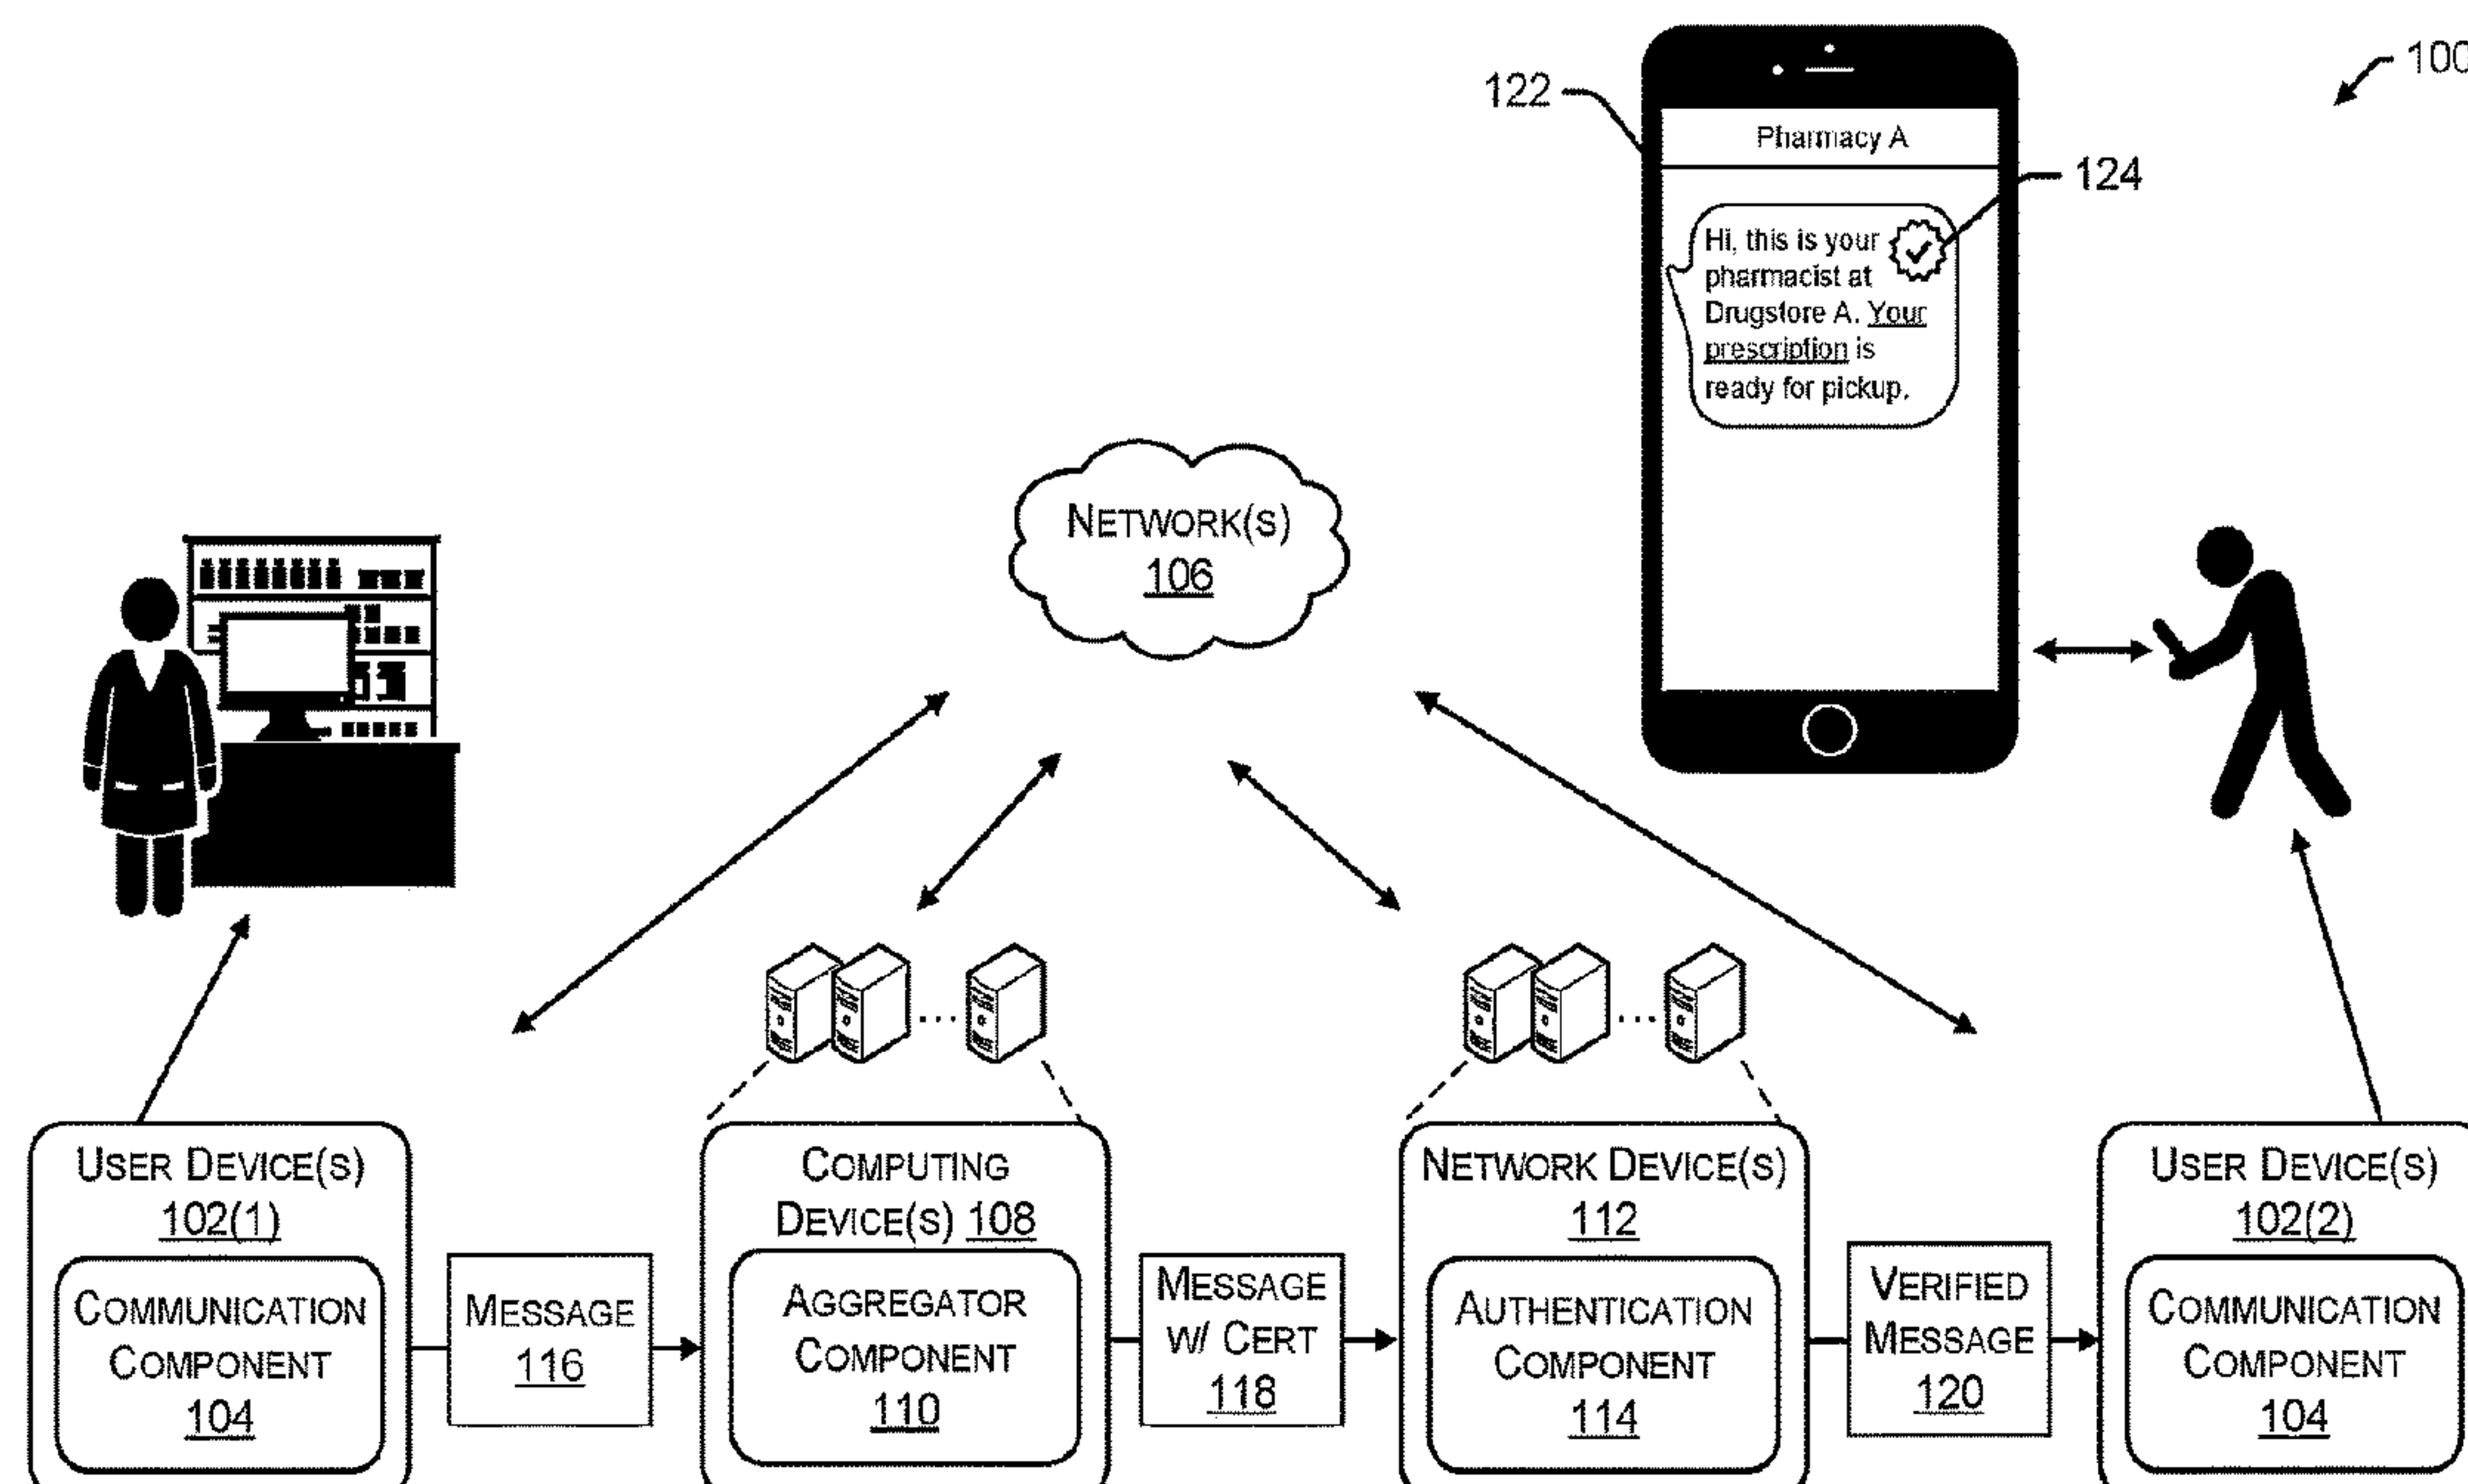 100
122
Pharmacy A
124
Hi, this is your
pharmacist at
Drugstore A. Your
prescription is
ready for pickup.
NETWORK(S)
106
USER DEVICE(S)
102(1)
COMMUNICATION
COMPONENT
104
MESSAGE
116
COMPUTING
DEVICE(S) 108
AGGREGATOR
COMPONENT
110
MESSAGE
W/ CERT
118
NETWORK DEVICE(S)
112
AUTHENTICATION
COMPONENT
114
VERIFIED
MESSAGE
120
USER DEVICE(S)
102(2)
COMMUNICATION
COMPONENT
104